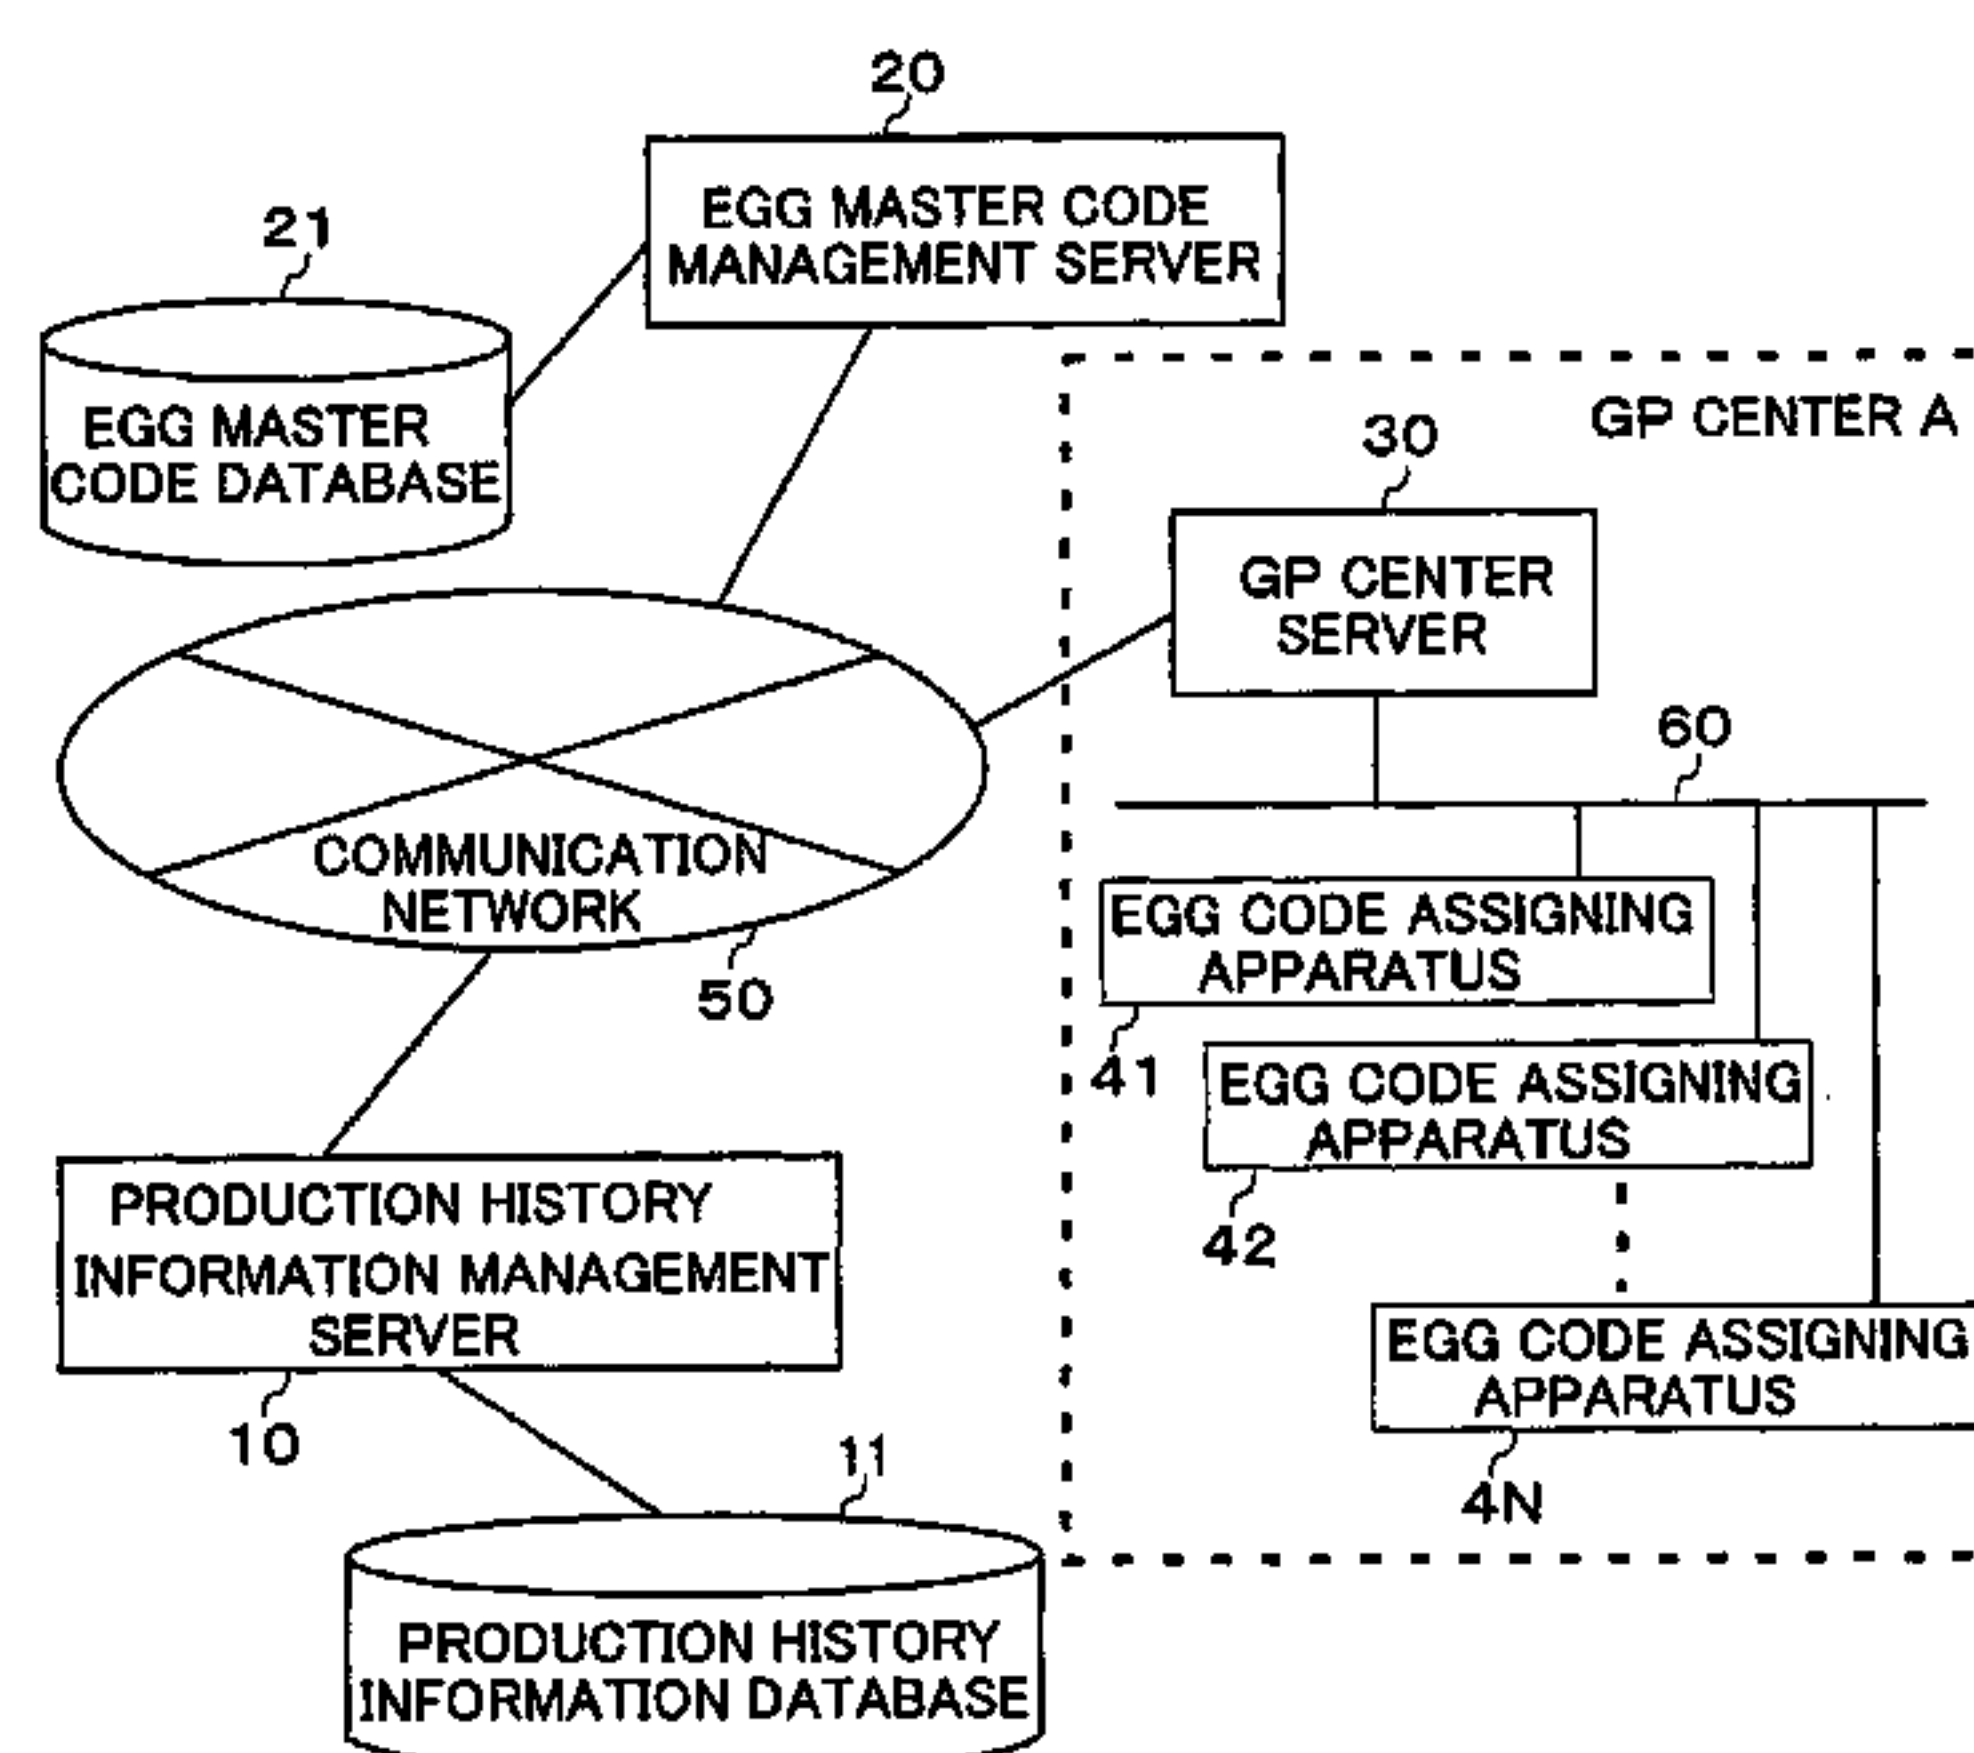 20
EGG MASTER CODE
MANAGEMENT SERVER
21
EGG MASTER
CODE DATABASE
GP CENTER A
30
GP CENTER
SERVER
60
COMMUNICATION
NETWORK
50
EGG CODE ASSIGNING
APPARATUS
41
EGG CODE ASSIGNING
APPARATUS
42
EGG CODE ASSIGNING
APPARATUS
4N
PRODUCTION HISTORY
INFORMATION MANAGEMENT
SERVER
10
11
PRODUCTION HISTORY
INFORMATION DATABASE